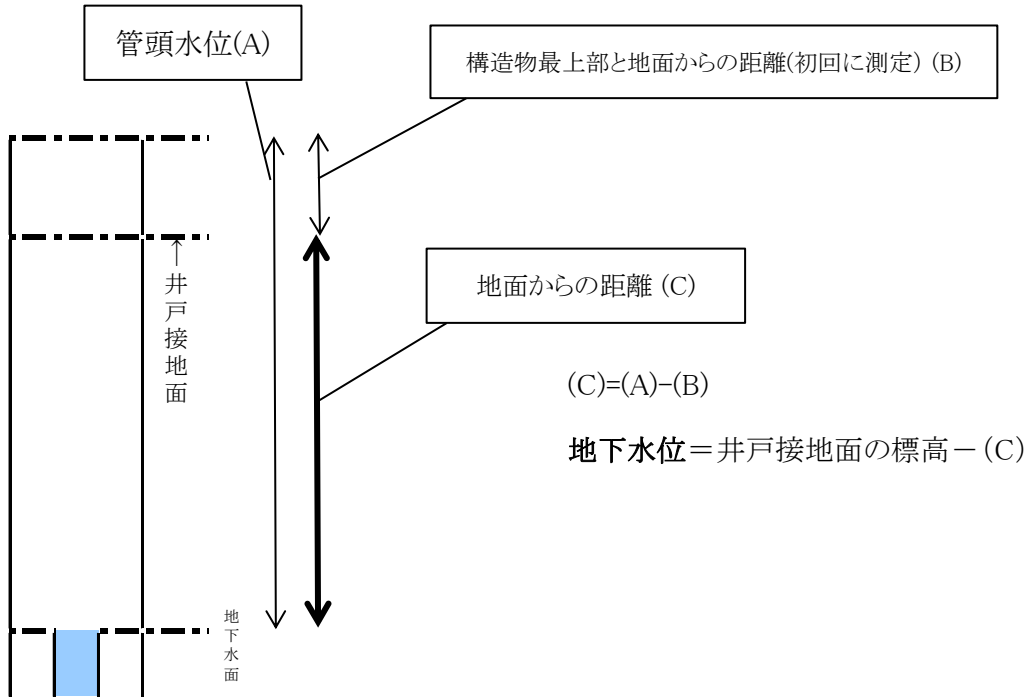 管頭水位(A)
構造物最上部と地面からの距離(初回に測定) (B)
↑井戸接地面
地面からの距離 (C)
(C)=(A)−(B)
地下水位＝井戸接地面の標高－(C)
地下水面